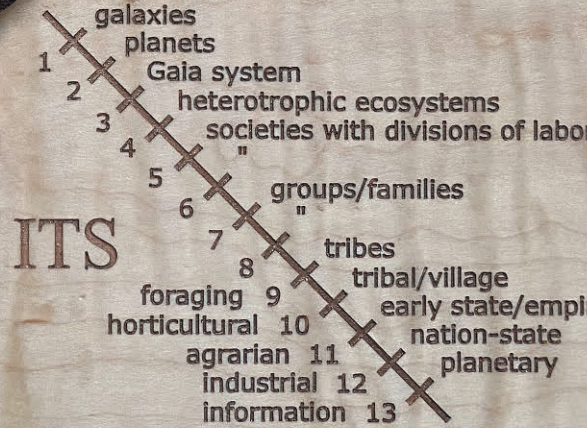 galaxies
1 planets
2 Gaia system
3 heterotrophic ecosystems
4 societies with divisions of labor
5 "
6 groups/families
7 "
ITS
8 tribes
foraging 9 tribal/village
horticultural 10 early state/empi
agrarian 11 nation-state
industrial 12 planetary
information 13